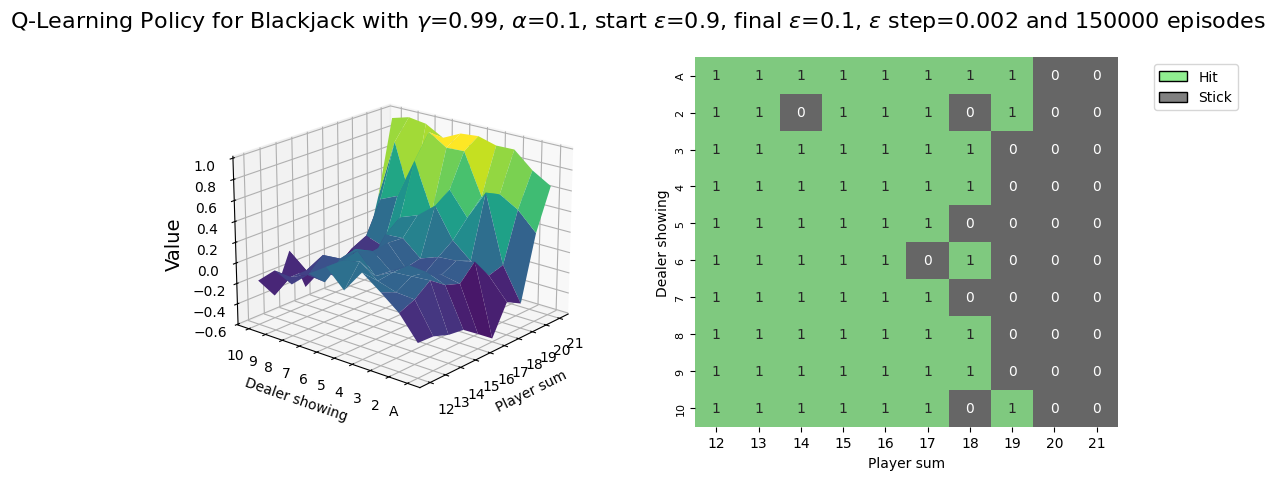 Q-Learning Policy for Blackjack with γ=0.99, α=0.1, start ε=0.9, final ε=0.1, ε step=0.002 and 150000 episodes
Value
1.0
0.8
0.6
0.4
0.2
0.0
−0.2
−0.4
−0.6
10 9 8 7 6 5 4 3 2 A
Dealer showing
12 13 14 15 16 17 18 19 20 21
Player sum
Dealer showing
A 1 1 1 1 1 1 1 1 0 0
2 1 1 0 1 1 1 0 1 0 0
3 1 1 1 1 1 1 1 0 0 0
4 1 1 1 1 1 1 1 0 0 0
5 1 1 1 1 1 1 0 0 0 0
6 1 1 1 1 1 0 1 0 0 0
7 1 1 1 1 1 1 0 0 0 0
8 1 1 1 1 1 1 1 0 0 0
9 1 1 1 1 1 1 1 0 0 0
10 1 1 1 1 1 1 0 1 0 0
12 13 14 15 16 17 18 19 20 21
Player sum
Hit
Stick